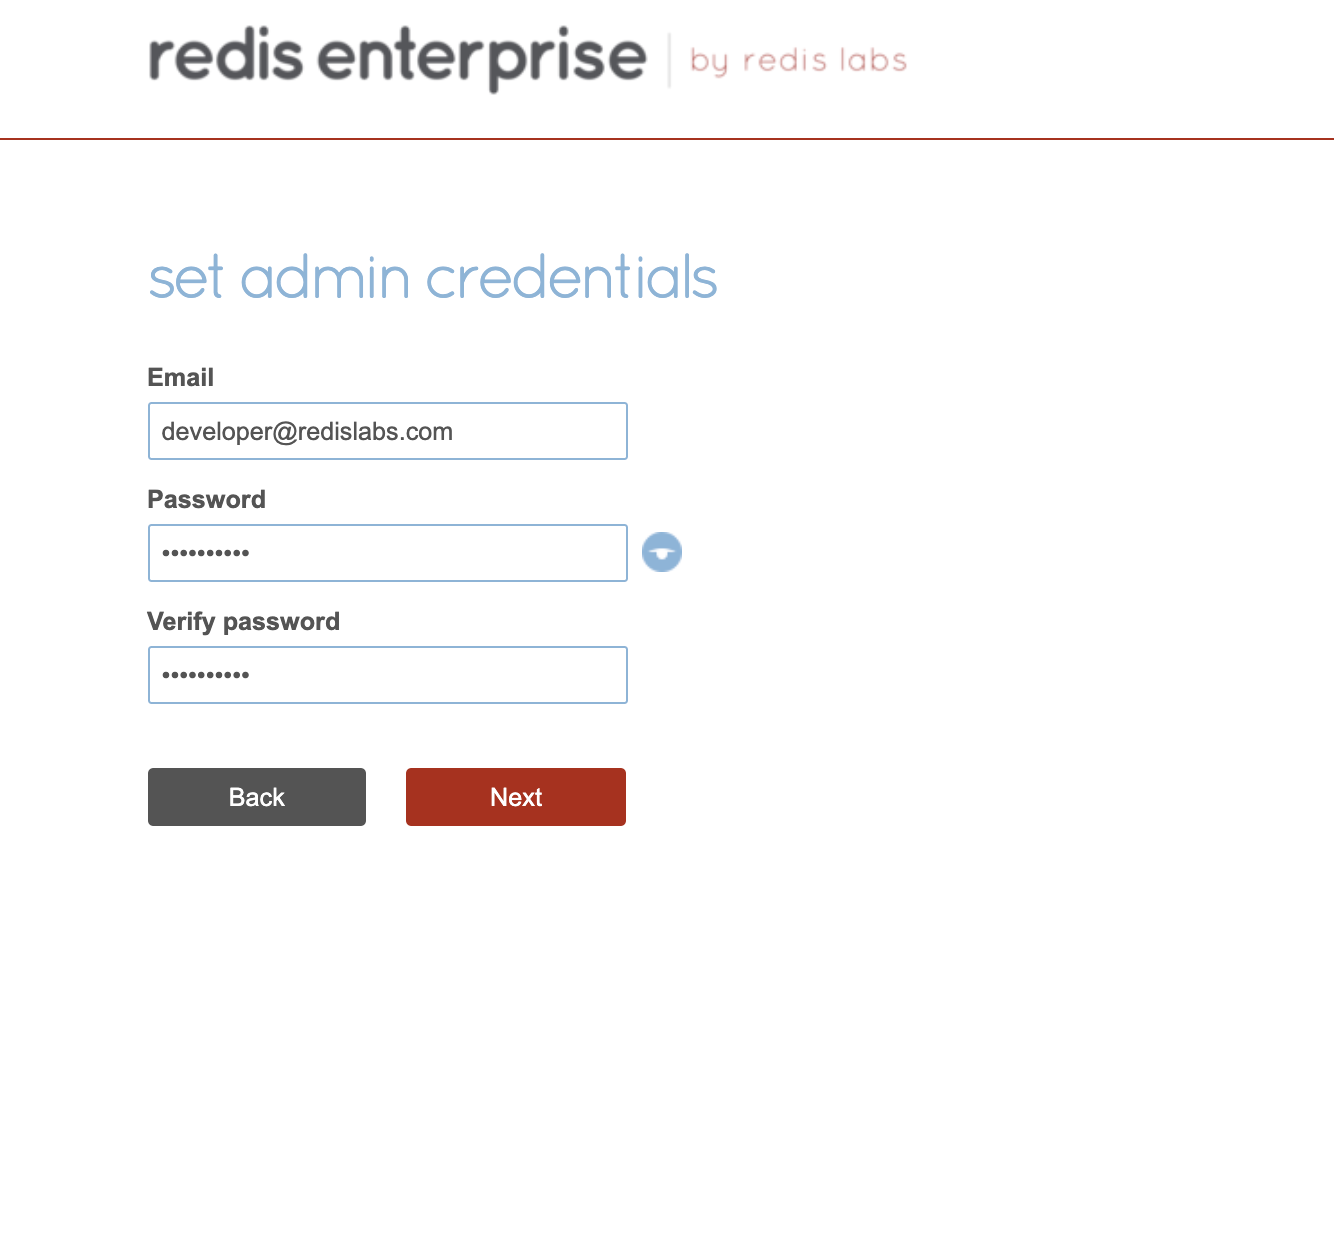 redis enterprise | by redis labs
set admin credentials
Email
developer@redislabs.com
Password
••••••••••
Verify password
••••••••••
Back Next